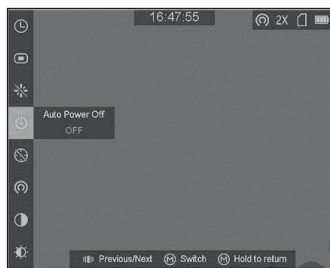 16:47:55
2X
Auto Power Off
OFF
Previous/Next M Switch M Hold to return